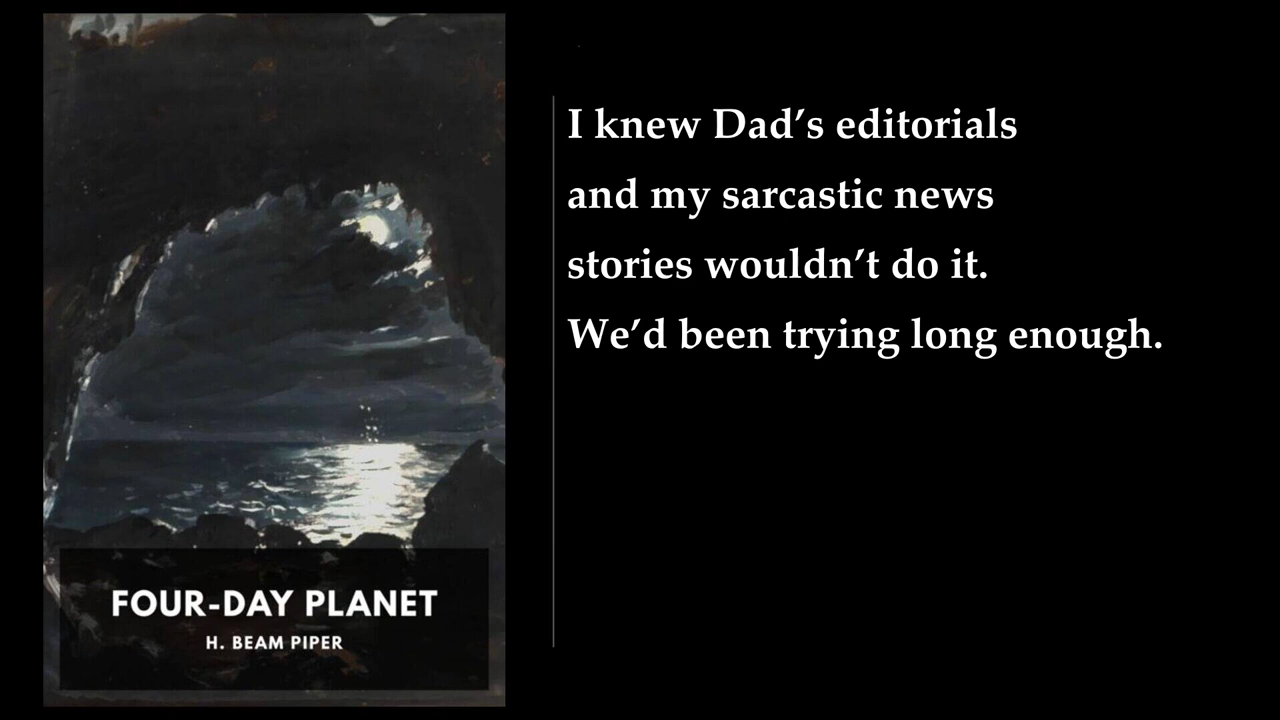 I knew Dad’s editorials
and my sarcastic news
stories wouldn’t do it.
We’d been trying long enough.
FOUR-DAY PLANET
H. BEAM PIPER